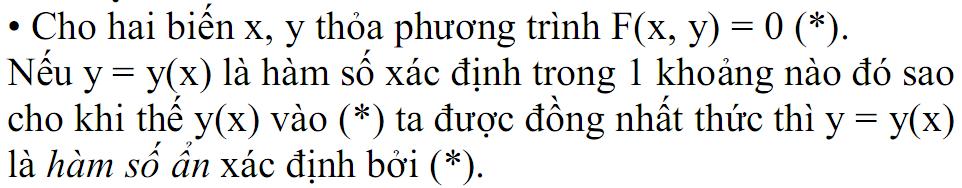 • Cho hai biến x, y thỏa phương trình F(x, y) = 0 (*).
Nếu y = y(x) là hàm số xác định trong 1 khoảng nào đó sao
cho khi thế y(x) vào (*) ta được đồng nhất thức thì y = y(x)
là hàm số ẩn xác định bởi (*).